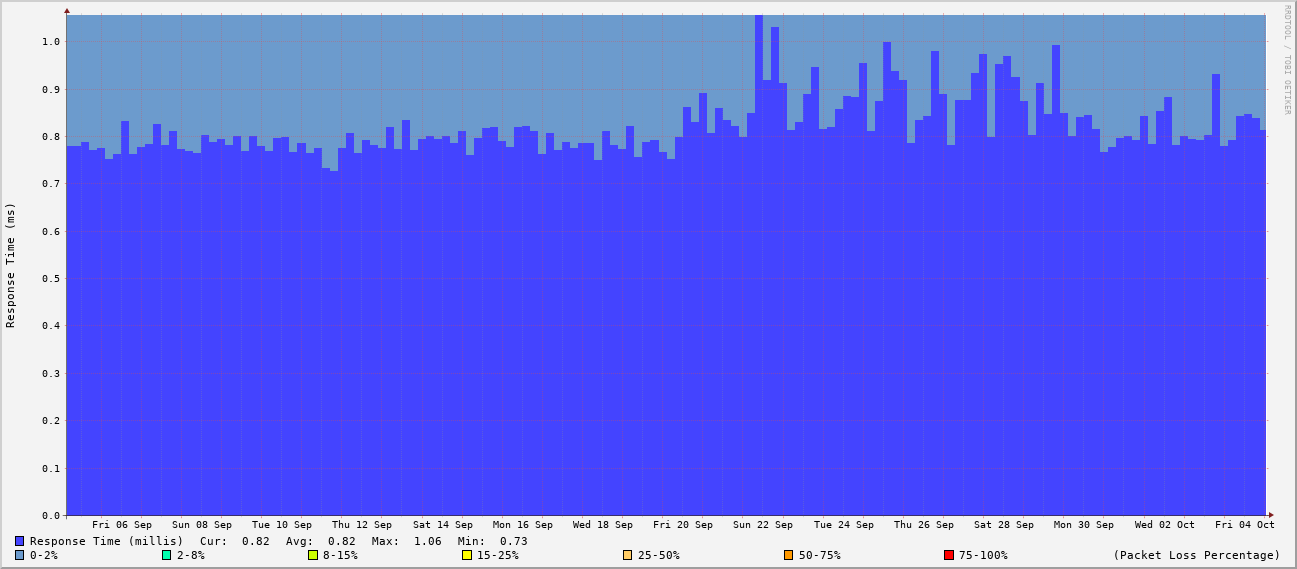 RRDTOOL / TOBI OETIKER
Response Time (ms)
1.0
0.9
0.8
0.7
0.6
0.5
0.4
0.3
0.2
0.1
0.0
Fri 06 Sep Sun 08 Sep Tue 10 Sep Thu 12 Sep Sat 14 Sep Mon 16 Sep Wed 18 Sep Fri 20 Sep Sun 22 Sep Tue 24 Sep Thu 26 Sep Sat 28 Sep Mon 30 Sep Wed 02 Oct Fri 04 Oct
Response Time (millis) Cur: 0.82 Avg: 0.82 Max: 1.06 Min: 0.73
0-2% 2-8% 8-15% 15-25% 25-50% 50-75% 75-100% (Packet Loss Percentage)